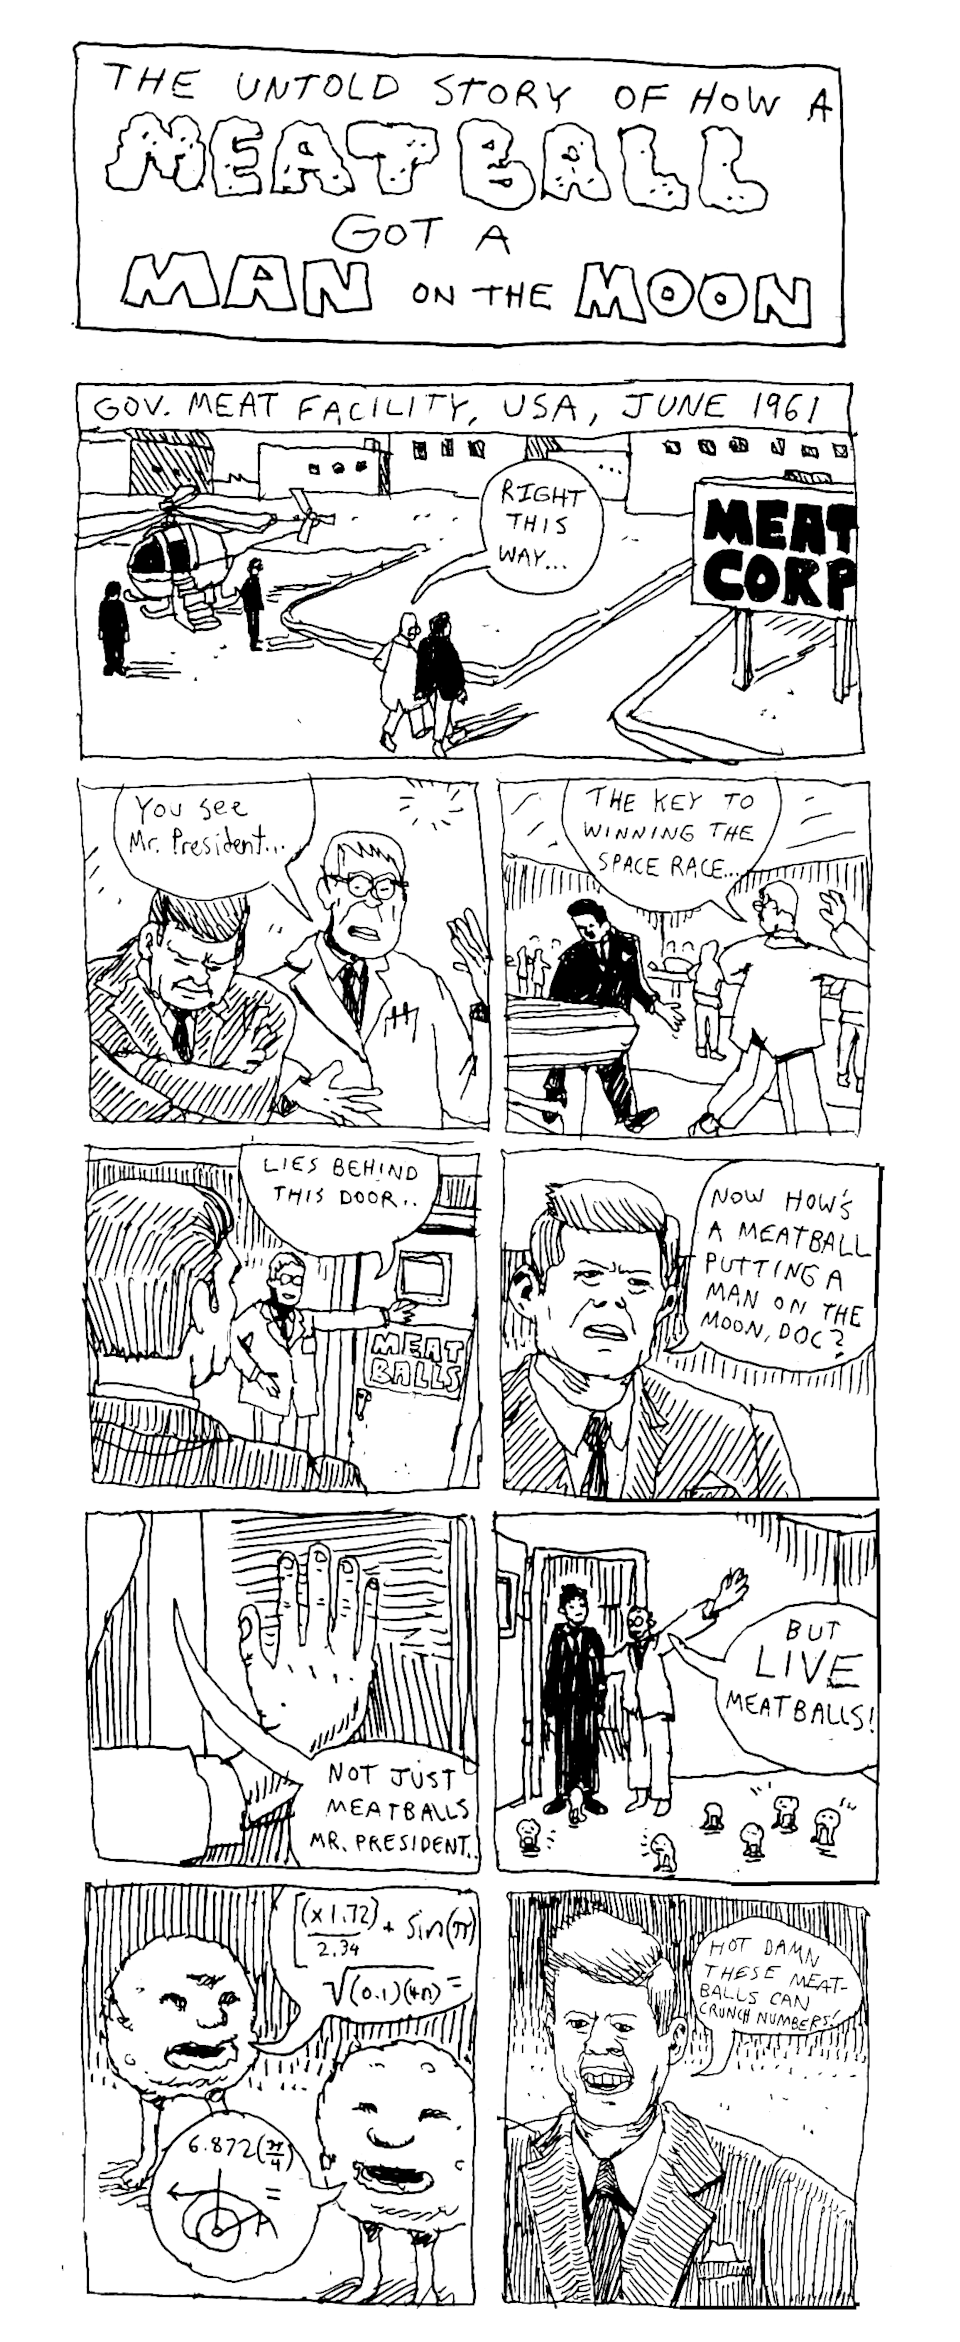 THE UNTOLD STORY OF HOW A
MEATBALL
GOT A
MAN ON THE MOON
GOV. MEAT FACILITY, USA, JUNE 1961
RIGHT
THIS
WAY...
MEAT
CORP
You see
Mr. President...
THE KEY TO
WINNING THE
SPACE RACE...
LIES BEHIND
THIS DOOR..
MEAT
BALLS
NOW HOW'S
A MEATBALL
PUTTING A
MAN ON THE
MOON, DOC?
NOT JUST
MEATBALLS
MR. PRESIDENT..
BUT
LIVE
MEATBALLS!
[(x1.72)/2.34 + sin(π)
√(0.1)(4n) =
6.872(π/4)
=
HOT DAMN
THESE MEAT-
BALLS CAN
CRUNCH NUMBERS!